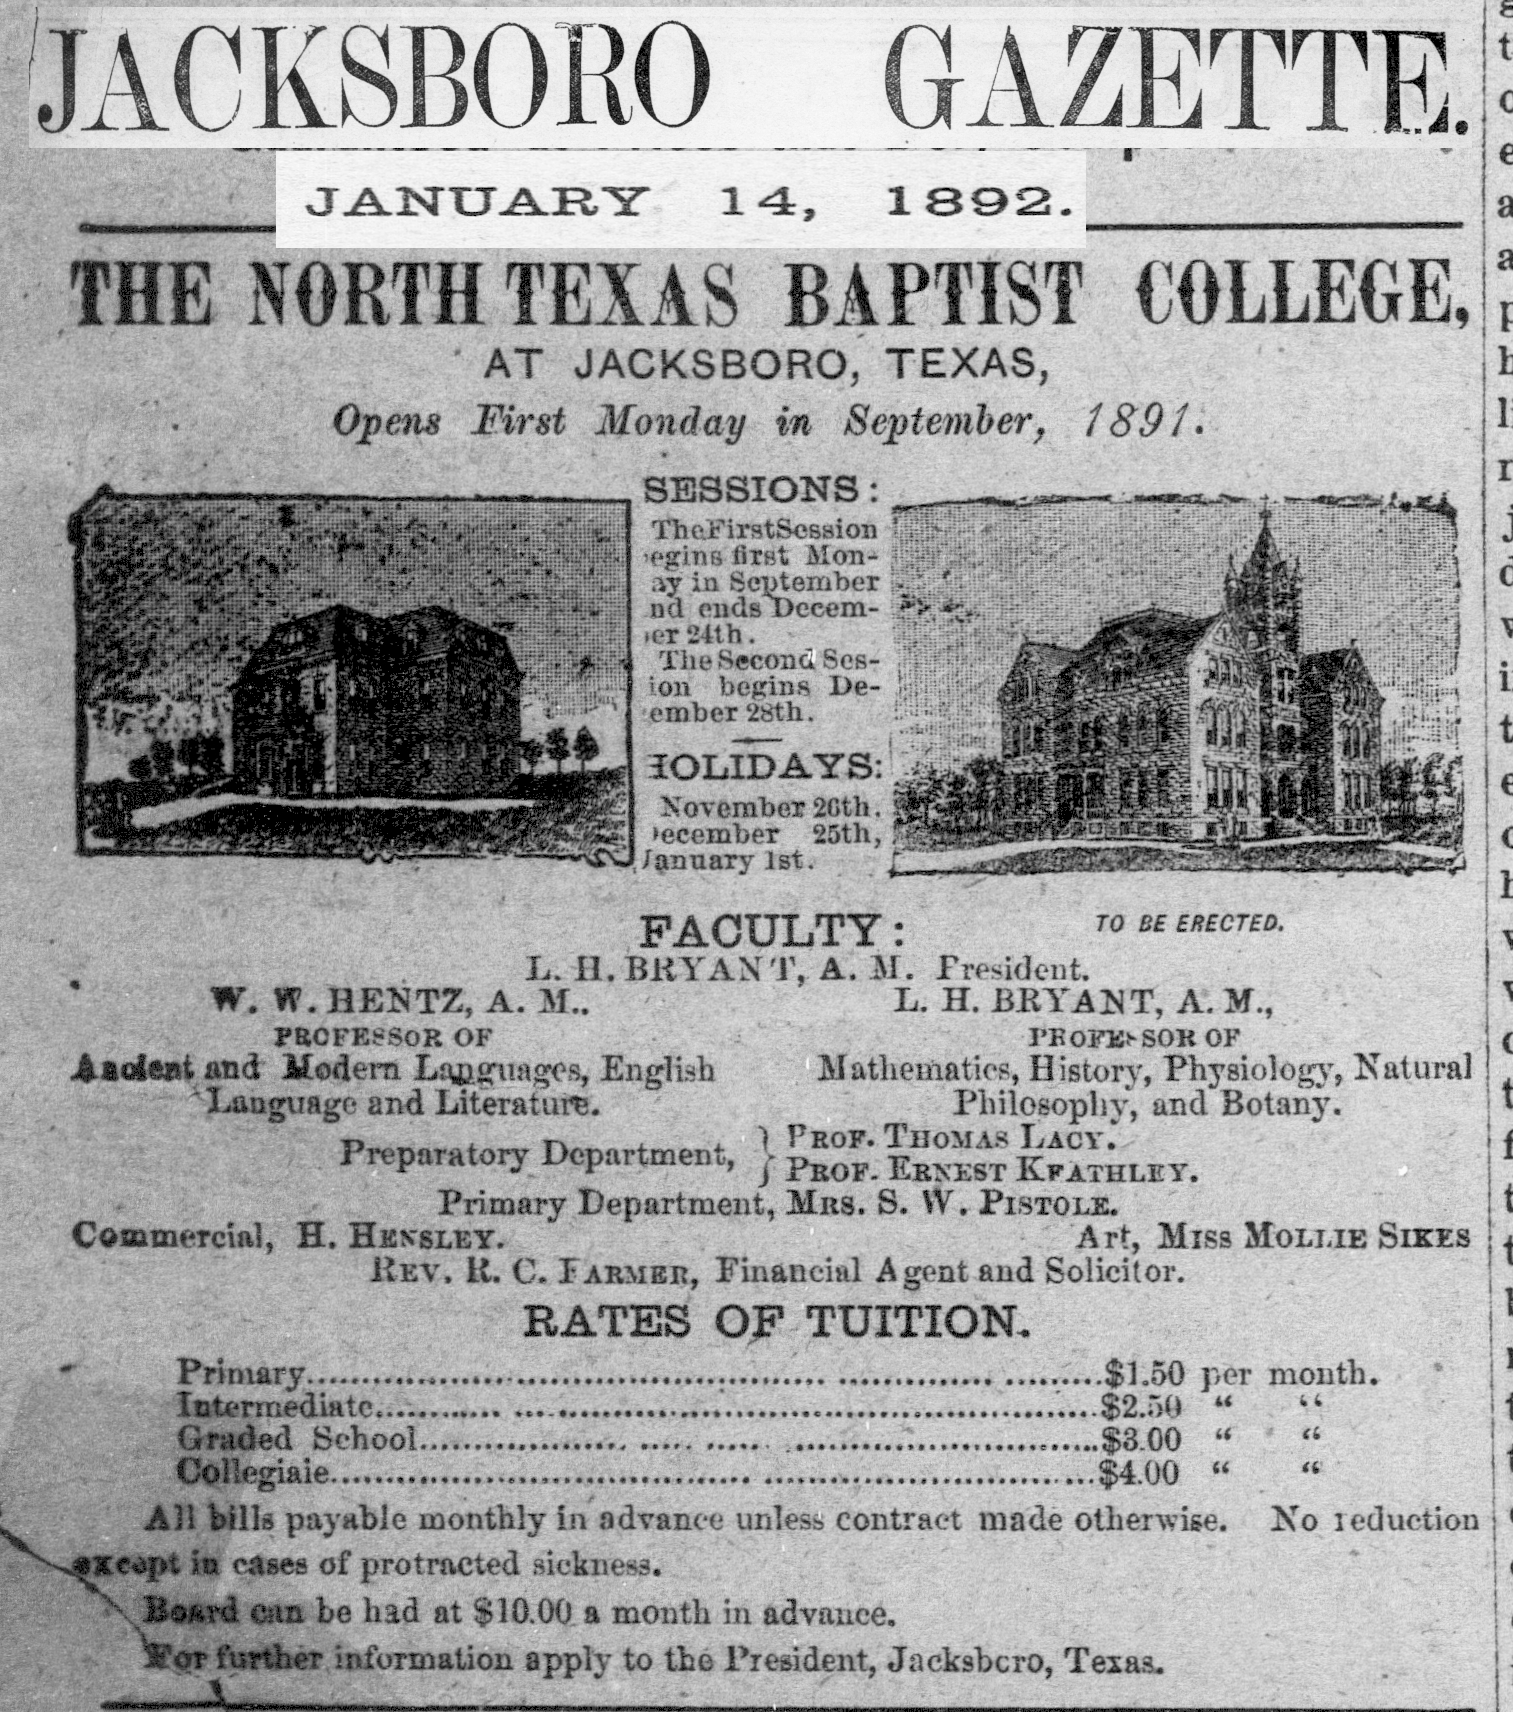 JACKSBORO GAZETTE.
JANUARY 14, 1892.
THE NORTH TEXAS BAPTIST COLLEGE,
AT JACKSBORO, TEXAS,
Opens First Monday in September, 1891.
SESSIONS:
The First Session
egins first Mon-
ay in September
nd ends Decem-
er 24th.
The Second Ses-
ion begins De-
ember 28th.
HOLIDAYS:
November 26th.
ecember 25th,
January 1st.
TO BE ERECTED.
FACULTY:
L. H. BRYANT, A. M. President.
W. W. HENTZ, A. M., L. H. BRYANT, A. M.,
PROFESSOR OF PROFESSOR OF
Ancient and Modern Languages, English Mathematics, History, Physiology, Natural
Language and Literature. Philosophy, and Botany.
Preparatory Department, } PROF. THOMAS LACY.
PROF. ERNEST KEATHLEY.
Primary Department, MRS. S. W. PISTOLE.
Commercial, H. HENSLEY. Art, MISS MOLLIE SIKES
REV. R. C. FARMER, Financial Agent and Solicitor.
RATES OF TUITION.
Primary........$1.50 per month.
Intermediate........$2.50 “ “
Graded School........$3.00 “ “
Collegiaie........$4.00 “ “
All bills payable monthly in advance unless contract made otherwise. No reduction
except in cases of protracted sickness.
Board can be had at $10.00 a month in advance.
For further information apply to the President, Jacksboro, Texas.